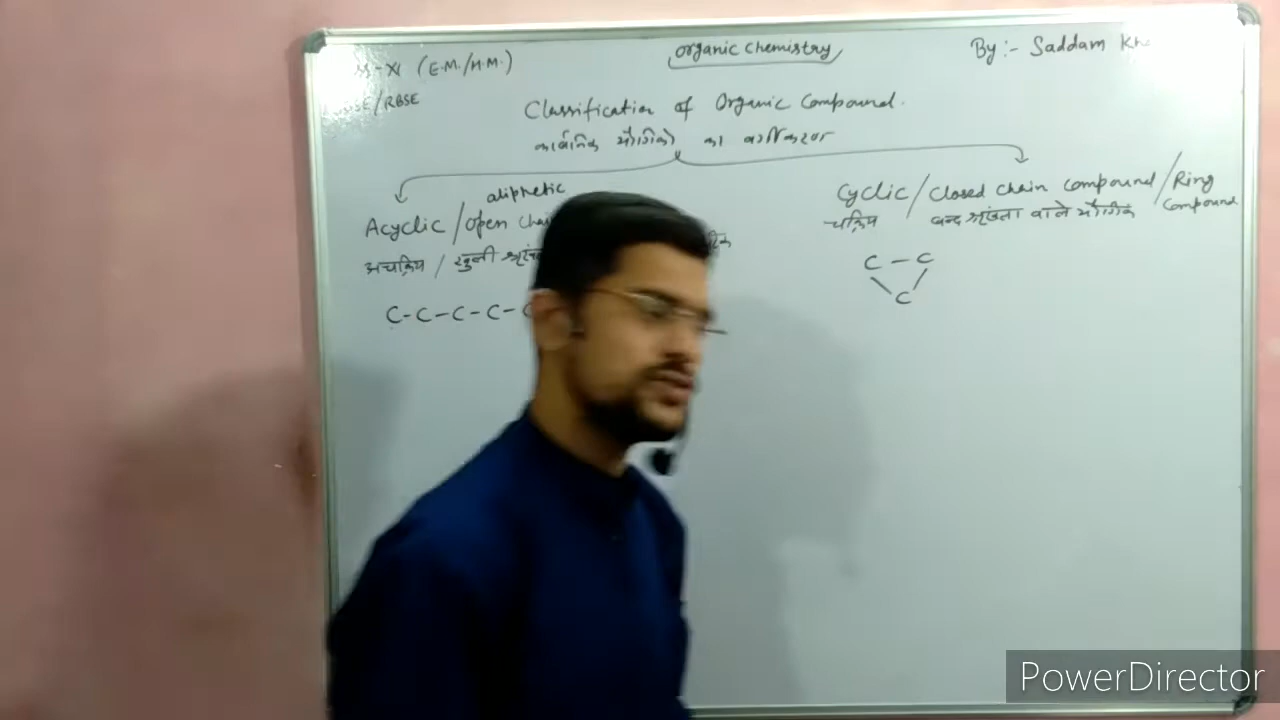 XI (E.M./H.M.)
Organic Chemistry
By:- Saddam
/RBSE
Classification of Organic Compound.
कार्बनिक यौगिको का वर्गीकरण
aliphetic
Acyclic / Open
Cyclic / Closed chain compound / Ring Compound
अचक्रिय / खुली
चक्रिय बन्द श्रृंखला वाले यौगिक
C-C-C-C-C
C - C
C
PowerDirector